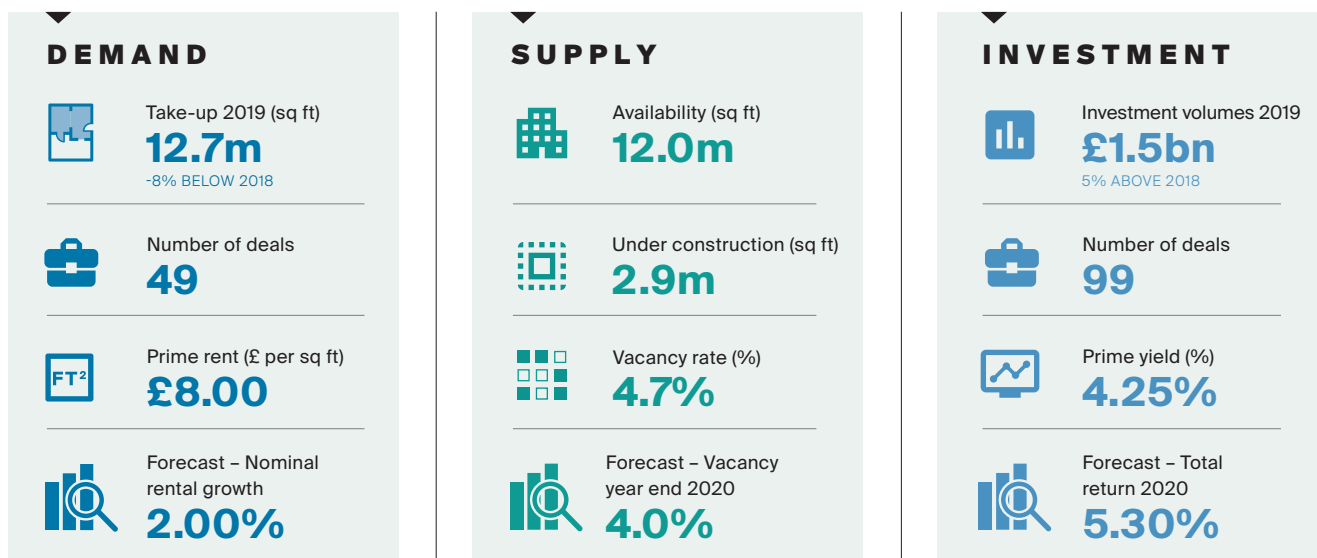 DEMAND
Take-up 2019 (sq ft)
12.7m
-8% BELOW 2018
Number of deals
49
FT²
Prime rent (£ per sq ft)
£8.00
Forecast – Nominal
rental growth
2.00%
SUPPLY
Availability (sq ft)
12.0m
Under construction (sq ft)
2.9m
Vacancy rate (%)
4.7%
Forecast – Vacancy
year end 2020
4.0%
INVESTMENT
Investment volumes 2019
£1.5bn
5% ABOVE 2018
Number of deals
99
Prime yield (%)
4.25%
Forecast – Total
return 2020
5.30%